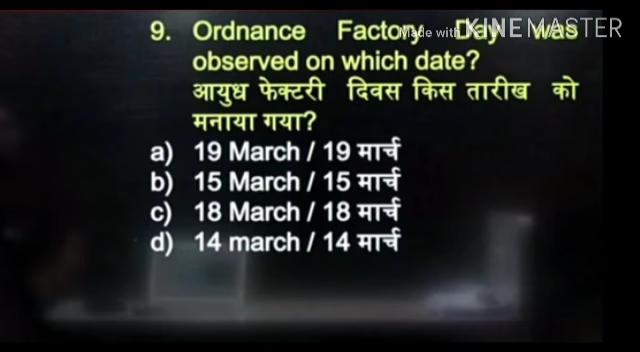 9. Ordnance Factory Day was
Made with KINEMASTER
observed on which date?
आयुध फेक्टरी दिवस किस तारीख को
मनाया गया?
a) 19 March / 19 मार्च
b) 15 March / 15 मार्च
c) 18 March / 18 मार्च
d) 14 march / 14 मार्च